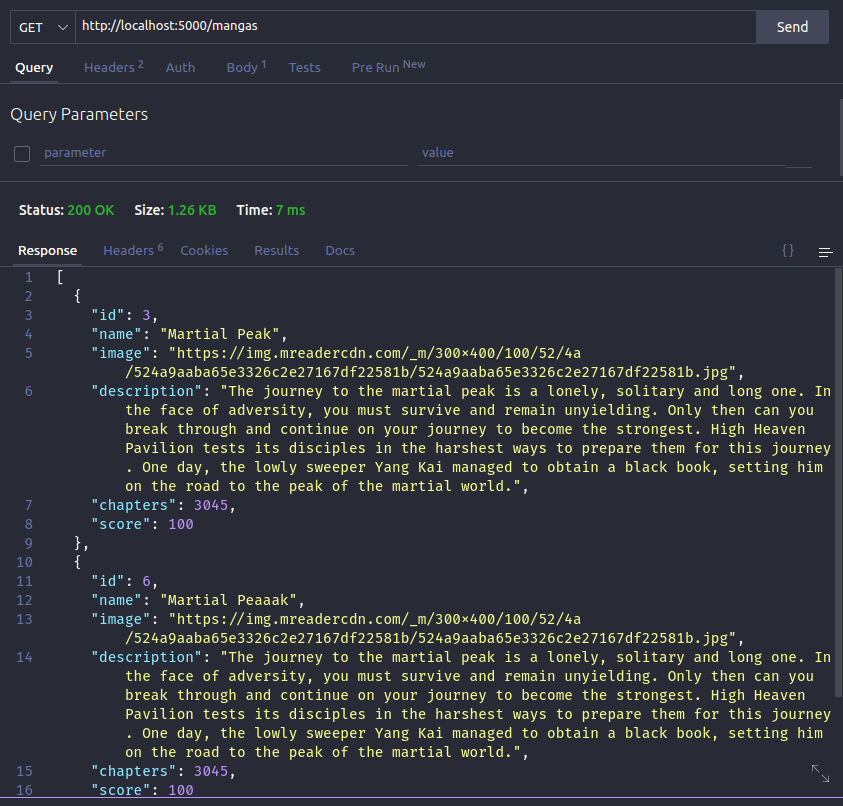 GET http://localhost:5000/mangas Send
Query Headers 2 Auth Body 1 Tests Pre Run New
Query Parameters
parameter value
Status: 200 OK Size: 1.26 KB Time: 7 ms
Response Headers 6 Cookies Results Docs {}
1 [
2 {
3 "id": 3,
4 "name": "Martial Peak",
5 "image": "https://img.mreadercdn.com/_m/300×400/100/52/4a
/524a9aaba65e3326c2e27167df22581b/524a9aaba65e3326c2e27167df22581b.jpg",
6 "description": "The journey to the martial peak is a lonely, solitary and long one. In
the face of adversity, you must survive and remain unyielding. Only then can you
break through and continue on your journey to become the strongest. High Heaven
Pavilion tests its disciples in the harshest ways to prepare them for this journey
. One day, the lowly sweeper Yang Kai managed to obtain a black book, setting him
on the road to the peak of the martial world.",
7 "chapters": 3045,
8 "score": 100
9 },
10 {
11 "id": 6,
12 "name": "Martial Peaaak",
13 "image": "https://img.mreadercdn.com/_m/300×400/100/52/4a
/524a9aaba65e3326c2e27167df22581b/524a9aaba65e3326c2e27167df22581b.jpg",
14 "description": "The journey to the martial peak is a lonely, solitary and long one. In
the face of adversity, you must survive and remain unyielding. Only then can you
break through and continue on your journey to become the strongest. High Heaven
Pavilion tests its disciples in the harshest ways to prepare them for this journey
. One day, the lowly sweeper Yang Kai managed to obtain a black book, setting him
on the road to the peak of the martial world.",
15 "chapters": 3045,
16 "score": 100